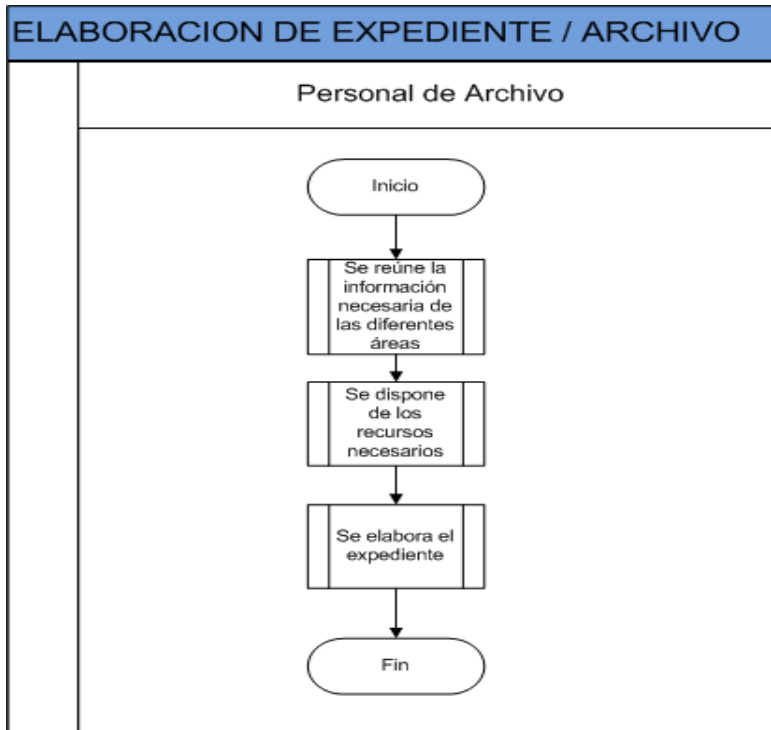 ELABORACION DE EXPEDIENTE / ARCHIVO
Personal de Archivo
Inicio
Se reúne la
información
necesaria de
las diferentes
áreas
Se dispone
de los
recursos
necesarios
Se elabora el
expediente
Fin